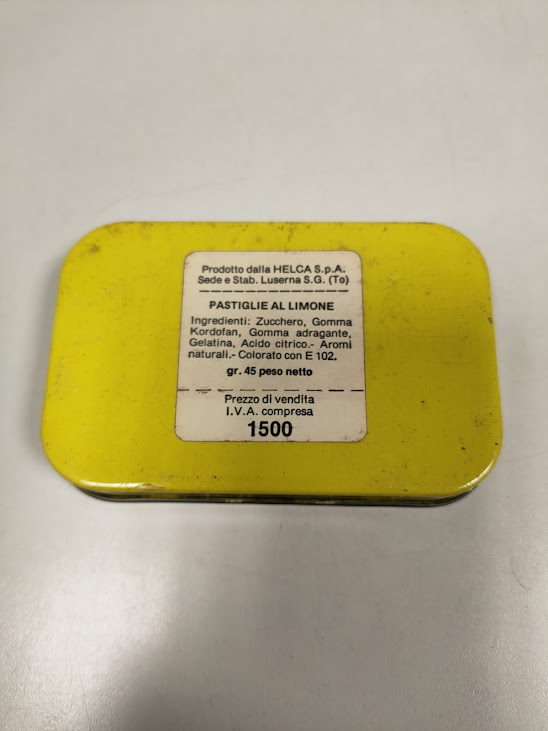 Prodotto dalla HELCA S.p.A.
Sede e Stab. Luserna S.G. (To)
PASTIGLIE AL LIMONE
Ingredienti: Zucchero, Gomma
Kordofan, Gomma adragante,
Gelatina, Acido citrico.- Aromi
naturali.- Colorato con E 102.
gr. 45 peso netto
Prezzo di vendita
I.V.A. compresa
1500